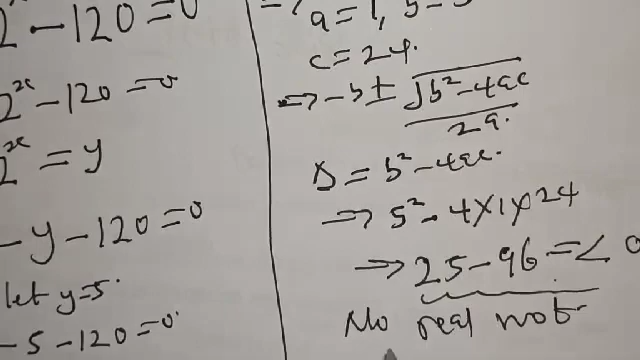 2 - 120 = 0
2^x - 120 = 0
2^x = y
- y - 120 = 0
let y=5.
- 5 - 120 = 0
a = 1, b = 5
c = 24.
=> -b ± √b² - 4ac
2a.
D = b² - 4ac.
=> 5² - 4×1×24
=> 25 - 96 = < 0
No real root.